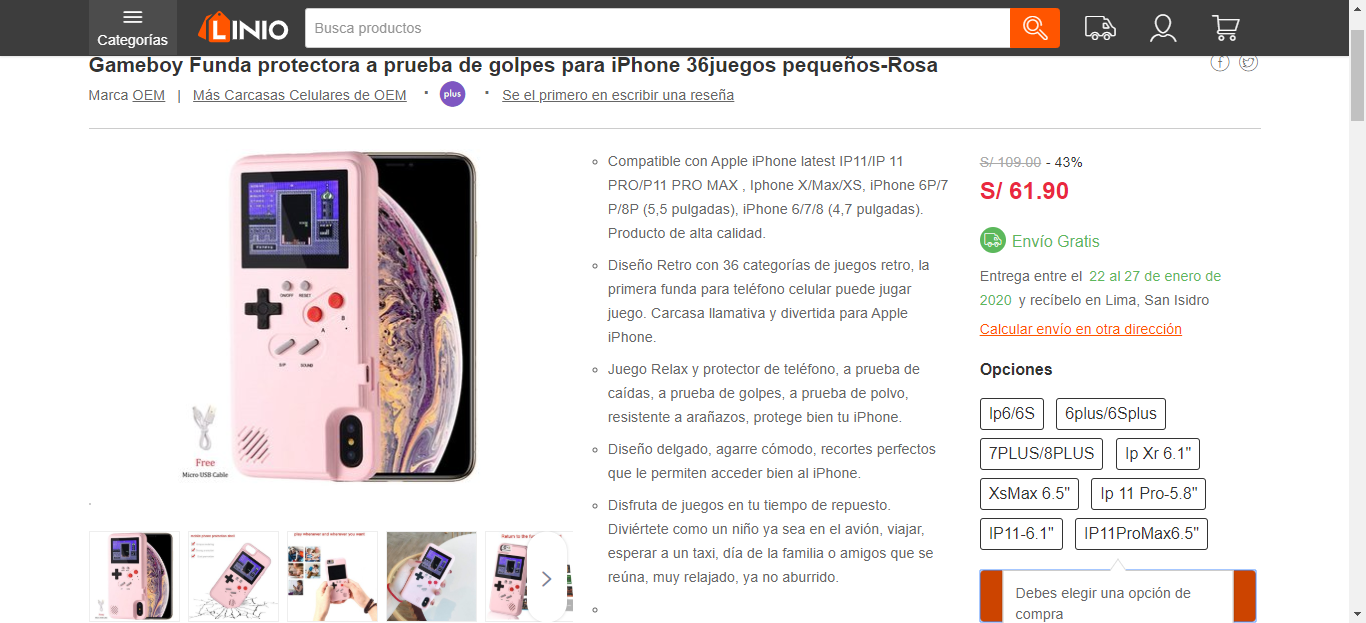 Categorías
LINIO
Busca productos
Gameboy Funda protectora a prueba de golpes para iPhone 36juegos pequeños-Rosa
Marca OEM | Más Carcasas Celulares de OEM · plus · Se el primero en escribir una reseña
Compatible con Apple iPhone latest IP11/IP 11
PRO/P11 PRO MAX , Iphone X/Max/XS, iPhone 6P/7
P/8P (5,5 pulgadas), iPhone 6/7/8 (4,7 pulgadas).
Producto de alta calidad.
Diseño Retro con 36 categorías de juegos retro, la
primera funda para teléfono celular puede jugar
juego. Carcasa llamativa y divertida para Apple
iPhone.
Juego Relax y protector de teléfono, a prueba de
caídas, a prueba de golpes, a prueba de polvo,
resistente a arañazos, protege bien tu iPhone.
Diseño delgado, agarre cómodo, recortes perfectos
que le permiten acceder bien al iPhone.
Disfruta de juegos en tu tiempo de repuesto.
Diviértete como un niño ya sea en el avión, viajar,
esperar a un taxi, día de la familia o amigos que se
reúna, muy relajado, ya no aburrido.
ON/OFF RESET
A
B
SOUND
Free
Micro USB Cable
play whenever and wherever you want
S/ 109.00 - 43%
S/ 61.90
Envío Gratis
Entrega entre el 22 al 27 de enero de
2020 y recíbelo en Lima, San Isidro
Calcular envío en otra dirección
Opciones
Ip6/6S
6plus/6Splus
7PLUS/8PLUS
Ip Xr 6.1"
XsMax 6.5"
Ip 11 Pro-5.8"
IP11-6.1"
IP11ProMax6.5"
Debes elegir una opción de
compra